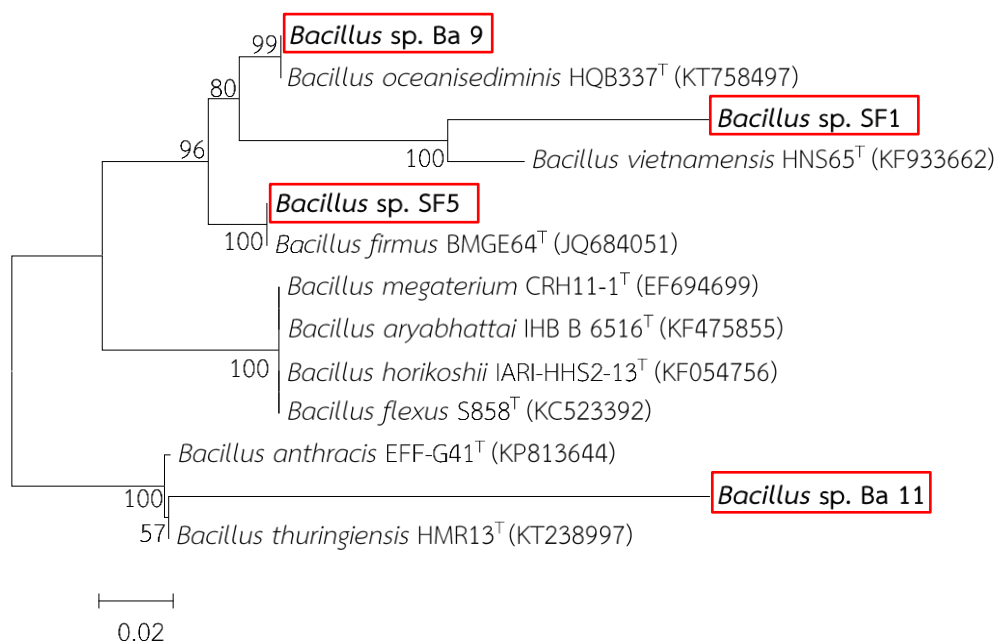 99
Bacillus sp. Ba 9
Bacillus oceanisediminis HQB337ᵀ (KT758497)
80
Bacillus sp. SF1
96
100
Bacillus vietnamensis HNS65ᵀ (KF933662)
Bacillus sp. SF5
100
Bacillus firmus BMGE64ᵀ (JQ684051)
Bacillus megaterium CRH11-1ᵀ (EF694699)
Bacillus aryabhattai IHB B 6516ᵀ (KF475855)
100
Bacillus horikoshii IARI-HHS2-13ᵀ (KF054756)
Bacillus flexus S858ᵀ (KC523392)
Bacillus anthracis EFF-G41ᵀ (KP813644)
100
Bacillus sp. Ba 11
57
Bacillus thuringiensis HMR13ᵀ (KT238997)
0.02